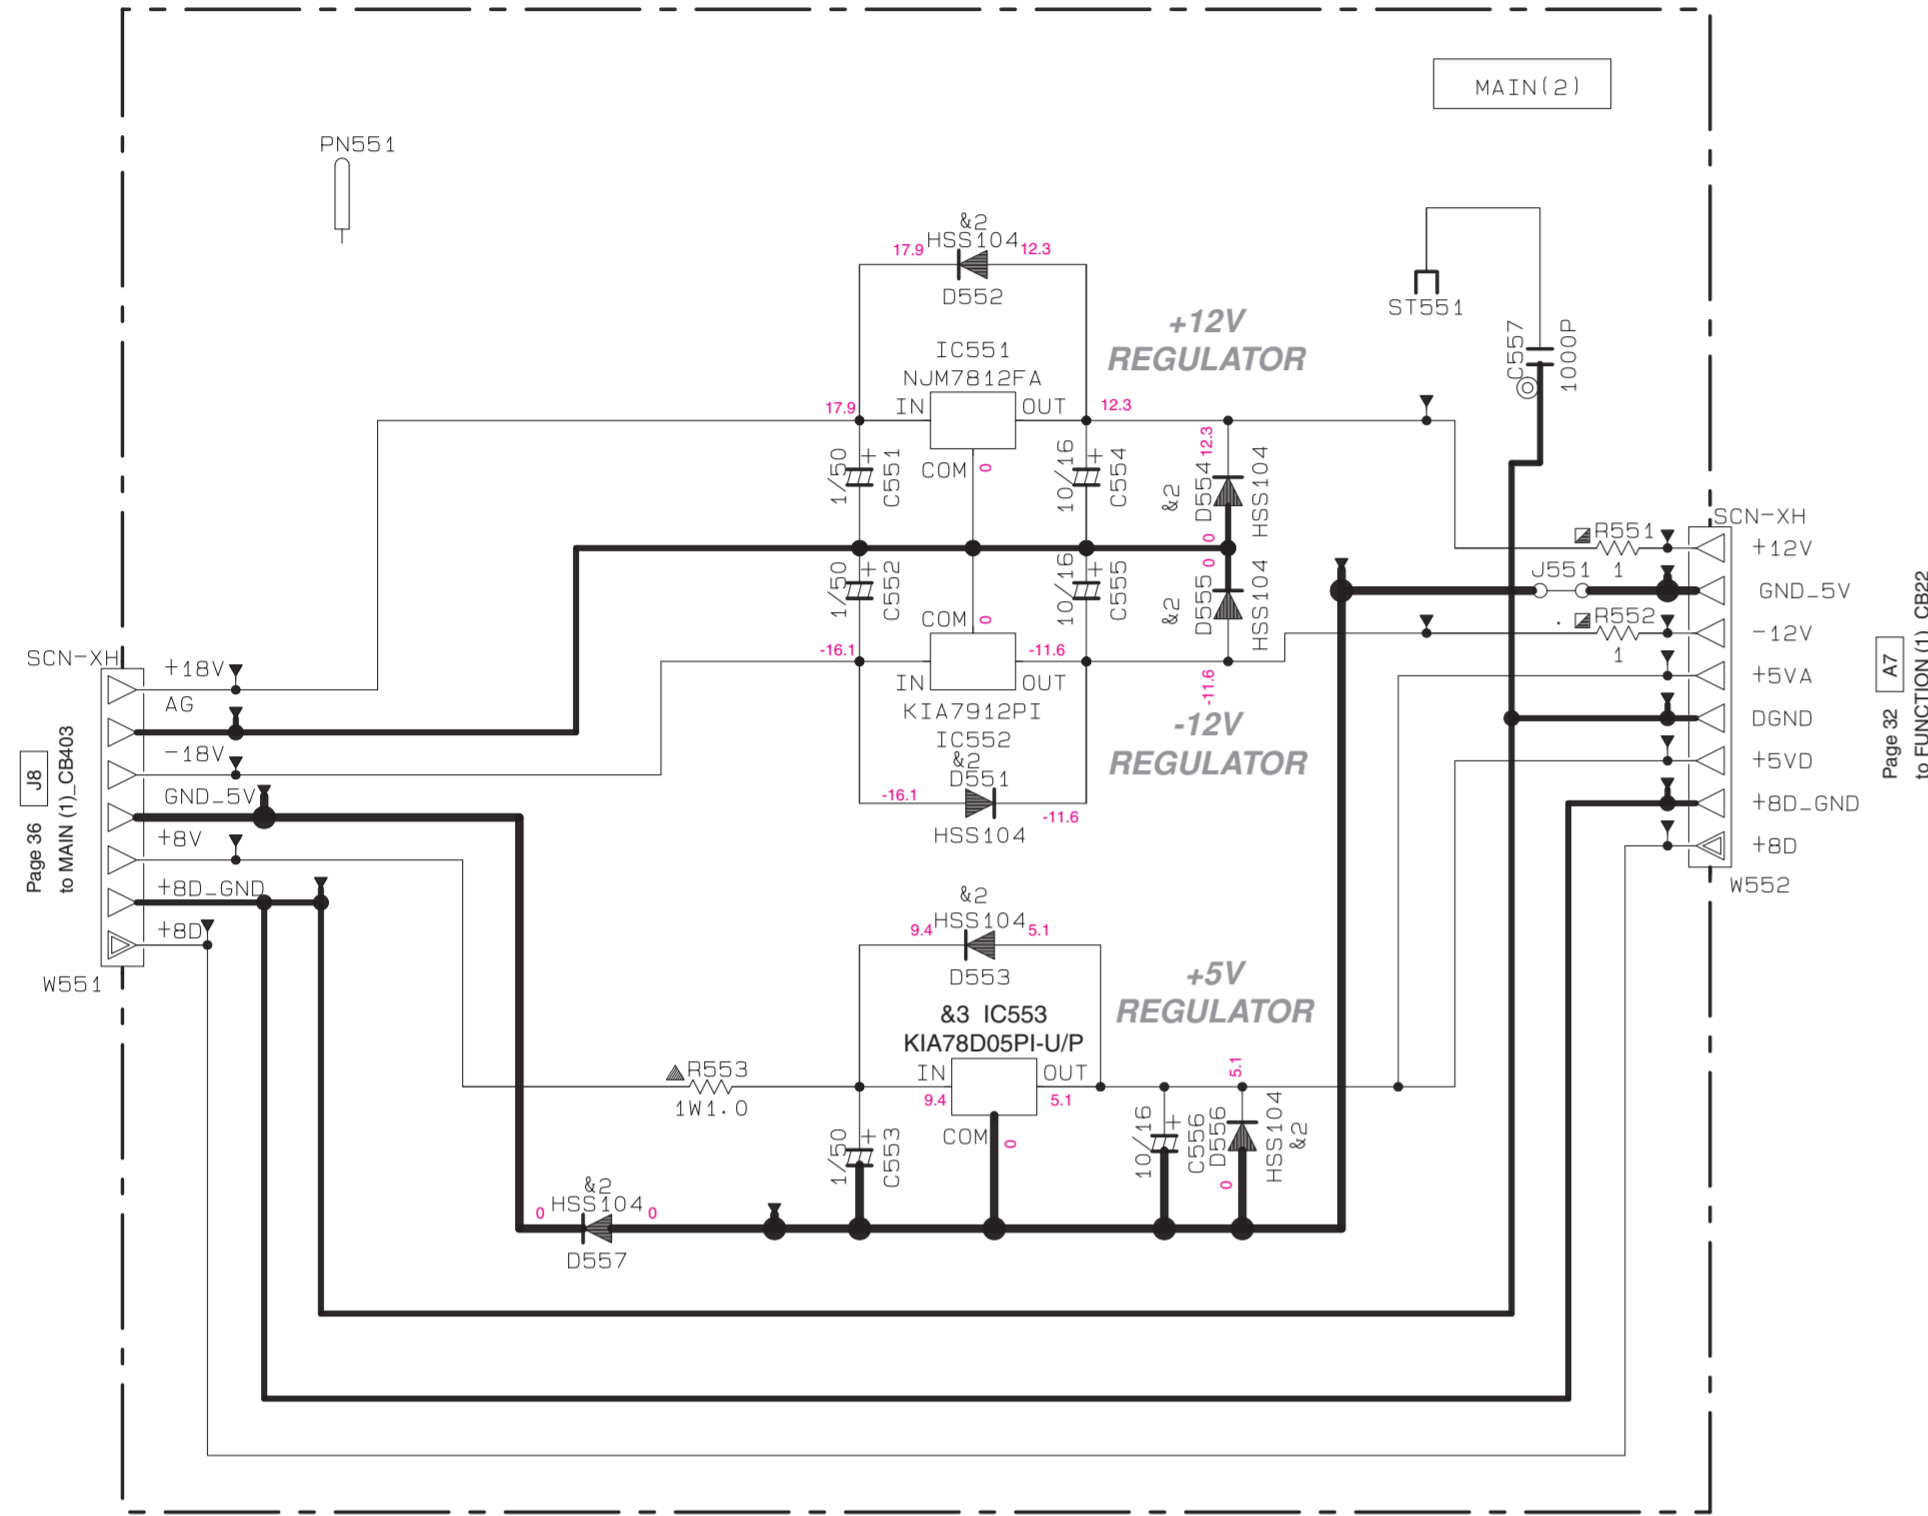 MAIN(2)
PN551
&2
HSS104
17.9
12.3
D552
+12V
REGULATOR
ST551
C557
1000P
IC551
NJM7812FA
17.9
IN
OUT
12.3
COM
0
1/50
C551
10/16
C554
12.3
&2
D554
HSS104
0
1/50
C552
10/16
C555
0
&2
D555
HSS104
-11.6
COM
0
-16.1
-11.6
IN
OUT
KIA7912PI
IC552
-12V
REGULATOR
&2
D551
-16.1
-11.6
HSS104
SCN-XH
+18V
AG
-18V
GND_5V
+8V
+8D_GND
+8D
W551
Page 36
J8
to MAIN (1)_CB403
SCN-XH
R551
1
+12V
J551
GND_5V
R552
1
-12V
+5VA
DGND
+5VD
+8D_GND
+8D
W552
Page 32
A7
to FUNCTION (1)_CB22
&2
HSS104
9.4
5.1
D553
+5V
REGULATOR
&3 IC553
KIA78D05PI-U/P
R553
1W1.0
IN
OUT
9.4
5.1
COM
0
1/50
C553
10/16
C556
5.1
D556
HSS104
&2
0
&2
HSS104
0
0
D557